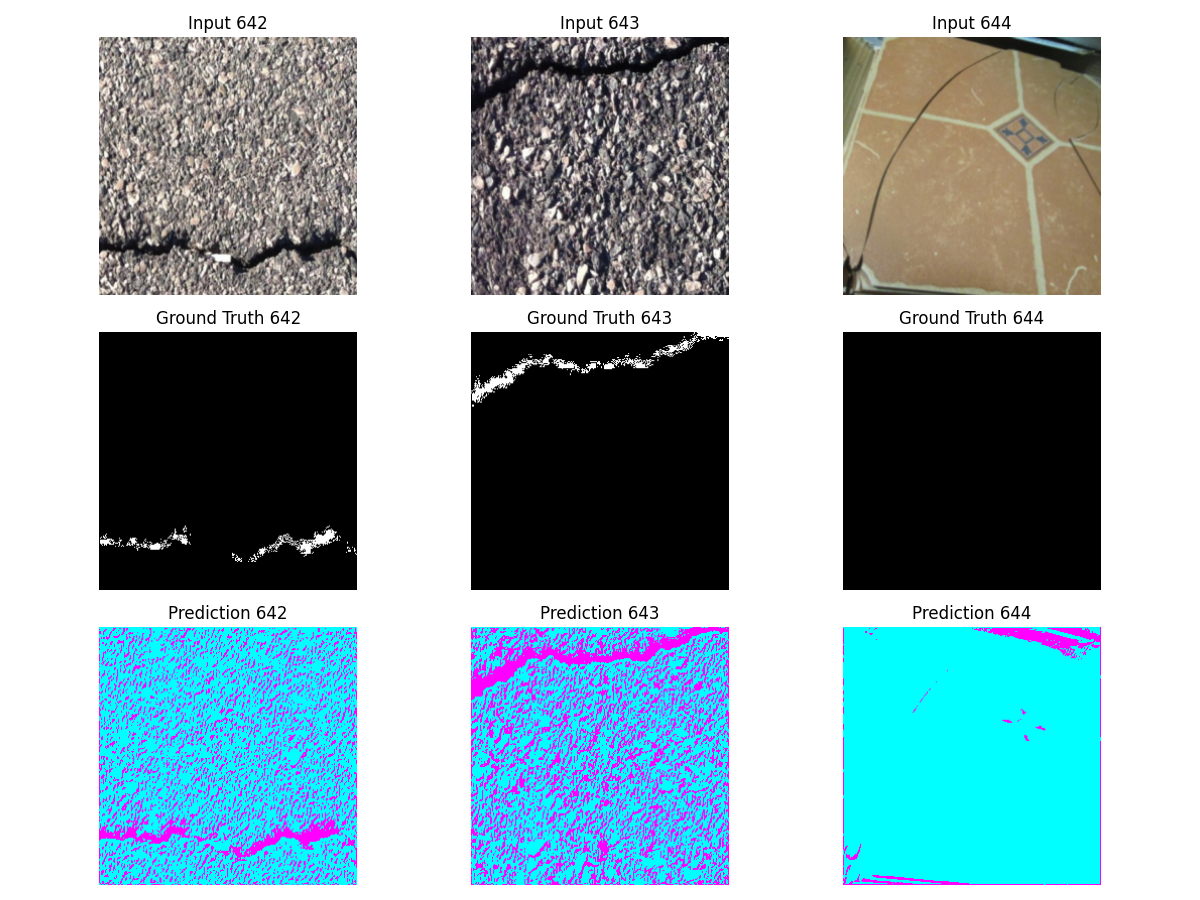 Input 642
Input 643
Input 644
Ground Truth 642
Ground Truth 643
Ground Truth 644
Prediction 642
Prediction 643
Prediction 644